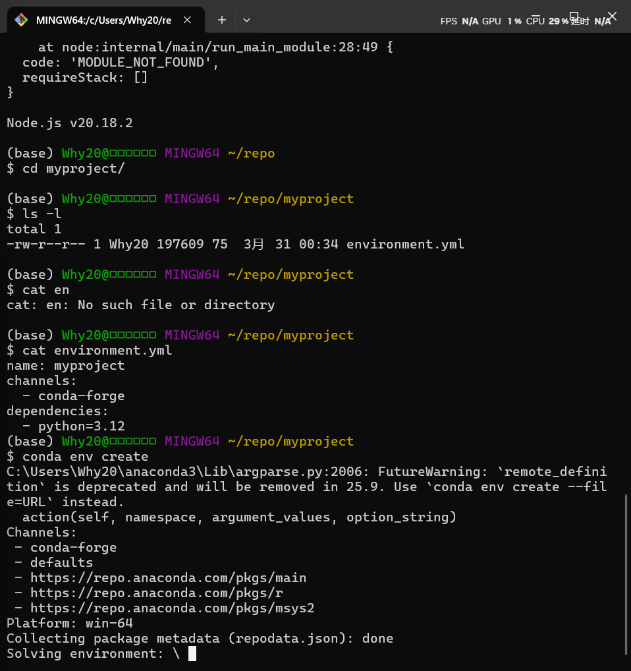 MINGW64:/c/Users/Why20/re
FPS N/A GPU 1 % CPU 29 % 延时 N/A
    at node:internal/main/run_main_module:28:49 {
  code: 'MODULE_NOT_FOUND',
  requireStack: []
}
Node.js v20.18.2
(base) Why20@□□□□□□ MINGW64 ~/repo
$ cd myproject/
(base) Why20@□□□□□□ MINGW64 ~/repo/myproject
$ ls -l
total 1
-rw-r--r-- 1 Why20 197609 75  3月 31 00:34 environment.yml
(base) Why20@□□□□□□ MINGW64 ~/repo/myproject
$ cat en
cat: en: No such file or directory
(base) Why20@□□□□□□ MINGW64 ~/repo/myproject
$ cat environment.yml
name: myproject
channels:
  - conda-forge
dependencies:
  - python=3.12
(base) Why20@□□□□□□ MINGW64 ~/repo/myproject
$ conda env create
C:\Users\Why20\anaconda3\Lib\argparse.py:2006: FutureWarning: `remote_defini
tion` is deprecated and will be removed in 25.9. Use `conda env create --fil
e=URL` instead.
  action(self, namespace, argument_values, option_string)
Channels:
 - conda-forge
 - defaults
 - https://repo.anaconda.com/pkgs/main
 - https://repo.anaconda.com/pkgs/r
 - https://repo.anaconda.com/pkgs/msys2
Platform: win-64
Collecting package metadata (repodata.json): done
Solving environment: \